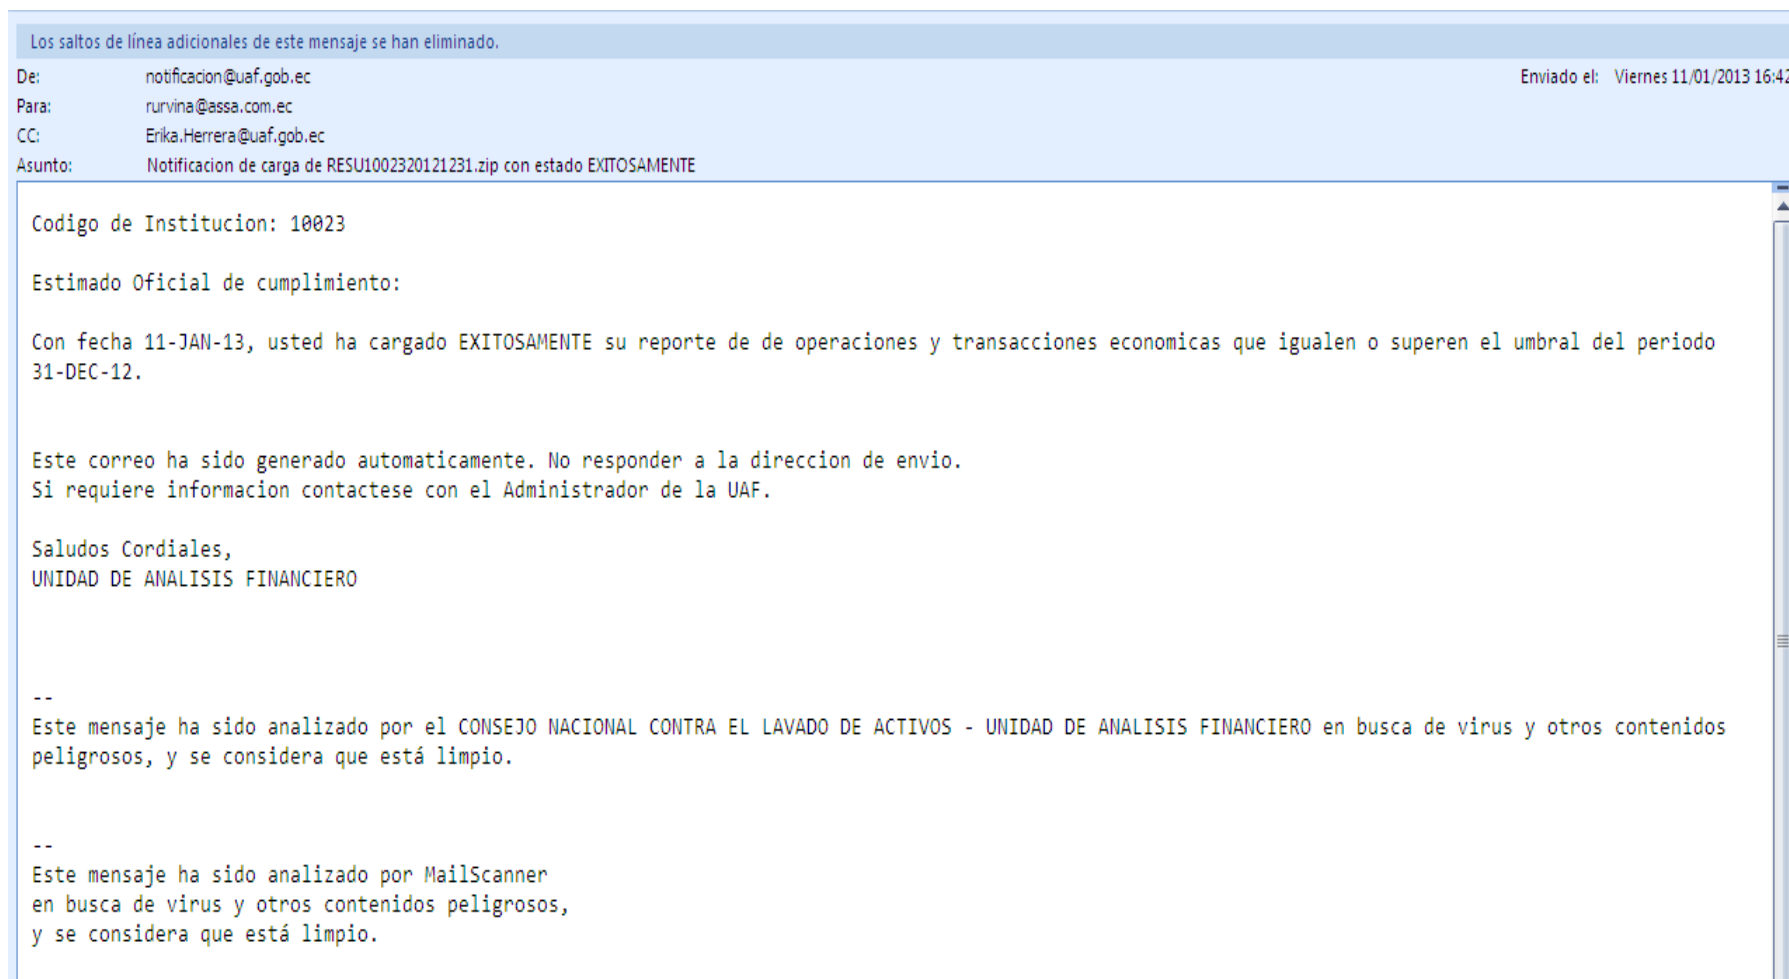 Los saltos de línea adicionales de este mensaje se han eliminado.
De: notificacion@uaf.gob.ec Enviado el: Viernes 11/01/2013 16:42
Para: rurvina@assa.com.ec
CC: Erika.Herrera@uaf.gob.ec
Asunto: Notificacion de carga de RESU1002320121231.zip con estado EXITOSAMENTE
Codigo de Institucion: 10023
Estimado Oficial de cumplimiento:
Con fecha 11-JAN-13, usted ha cargado EXITOSAMENTE su reporte de de operaciones y transacciones economicas que igualen o superen el umbral del periodo
31-DEC-12.
Este correo ha sido generado automaticamente. No responder a la direccion de envio.
Si requiere informacion contactese con el Administrador de la UAF.
Saludos Cordiales,
UNIDAD DE ANALISIS FINANCIERO
--
Este mensaje ha sido analizado por el CONSEJO NACIONAL CONTRA EL LAVADO DE ACTIVOS - UNIDAD DE ANALISIS FINANCIERO en busca de virus y otros contenidos
peligrosos, y se considera que está limpio.
--
Este mensaje ha sido analizado por MailScanner
en busca de virus y otros contenidos peligrosos,
y se considera que está limpio.